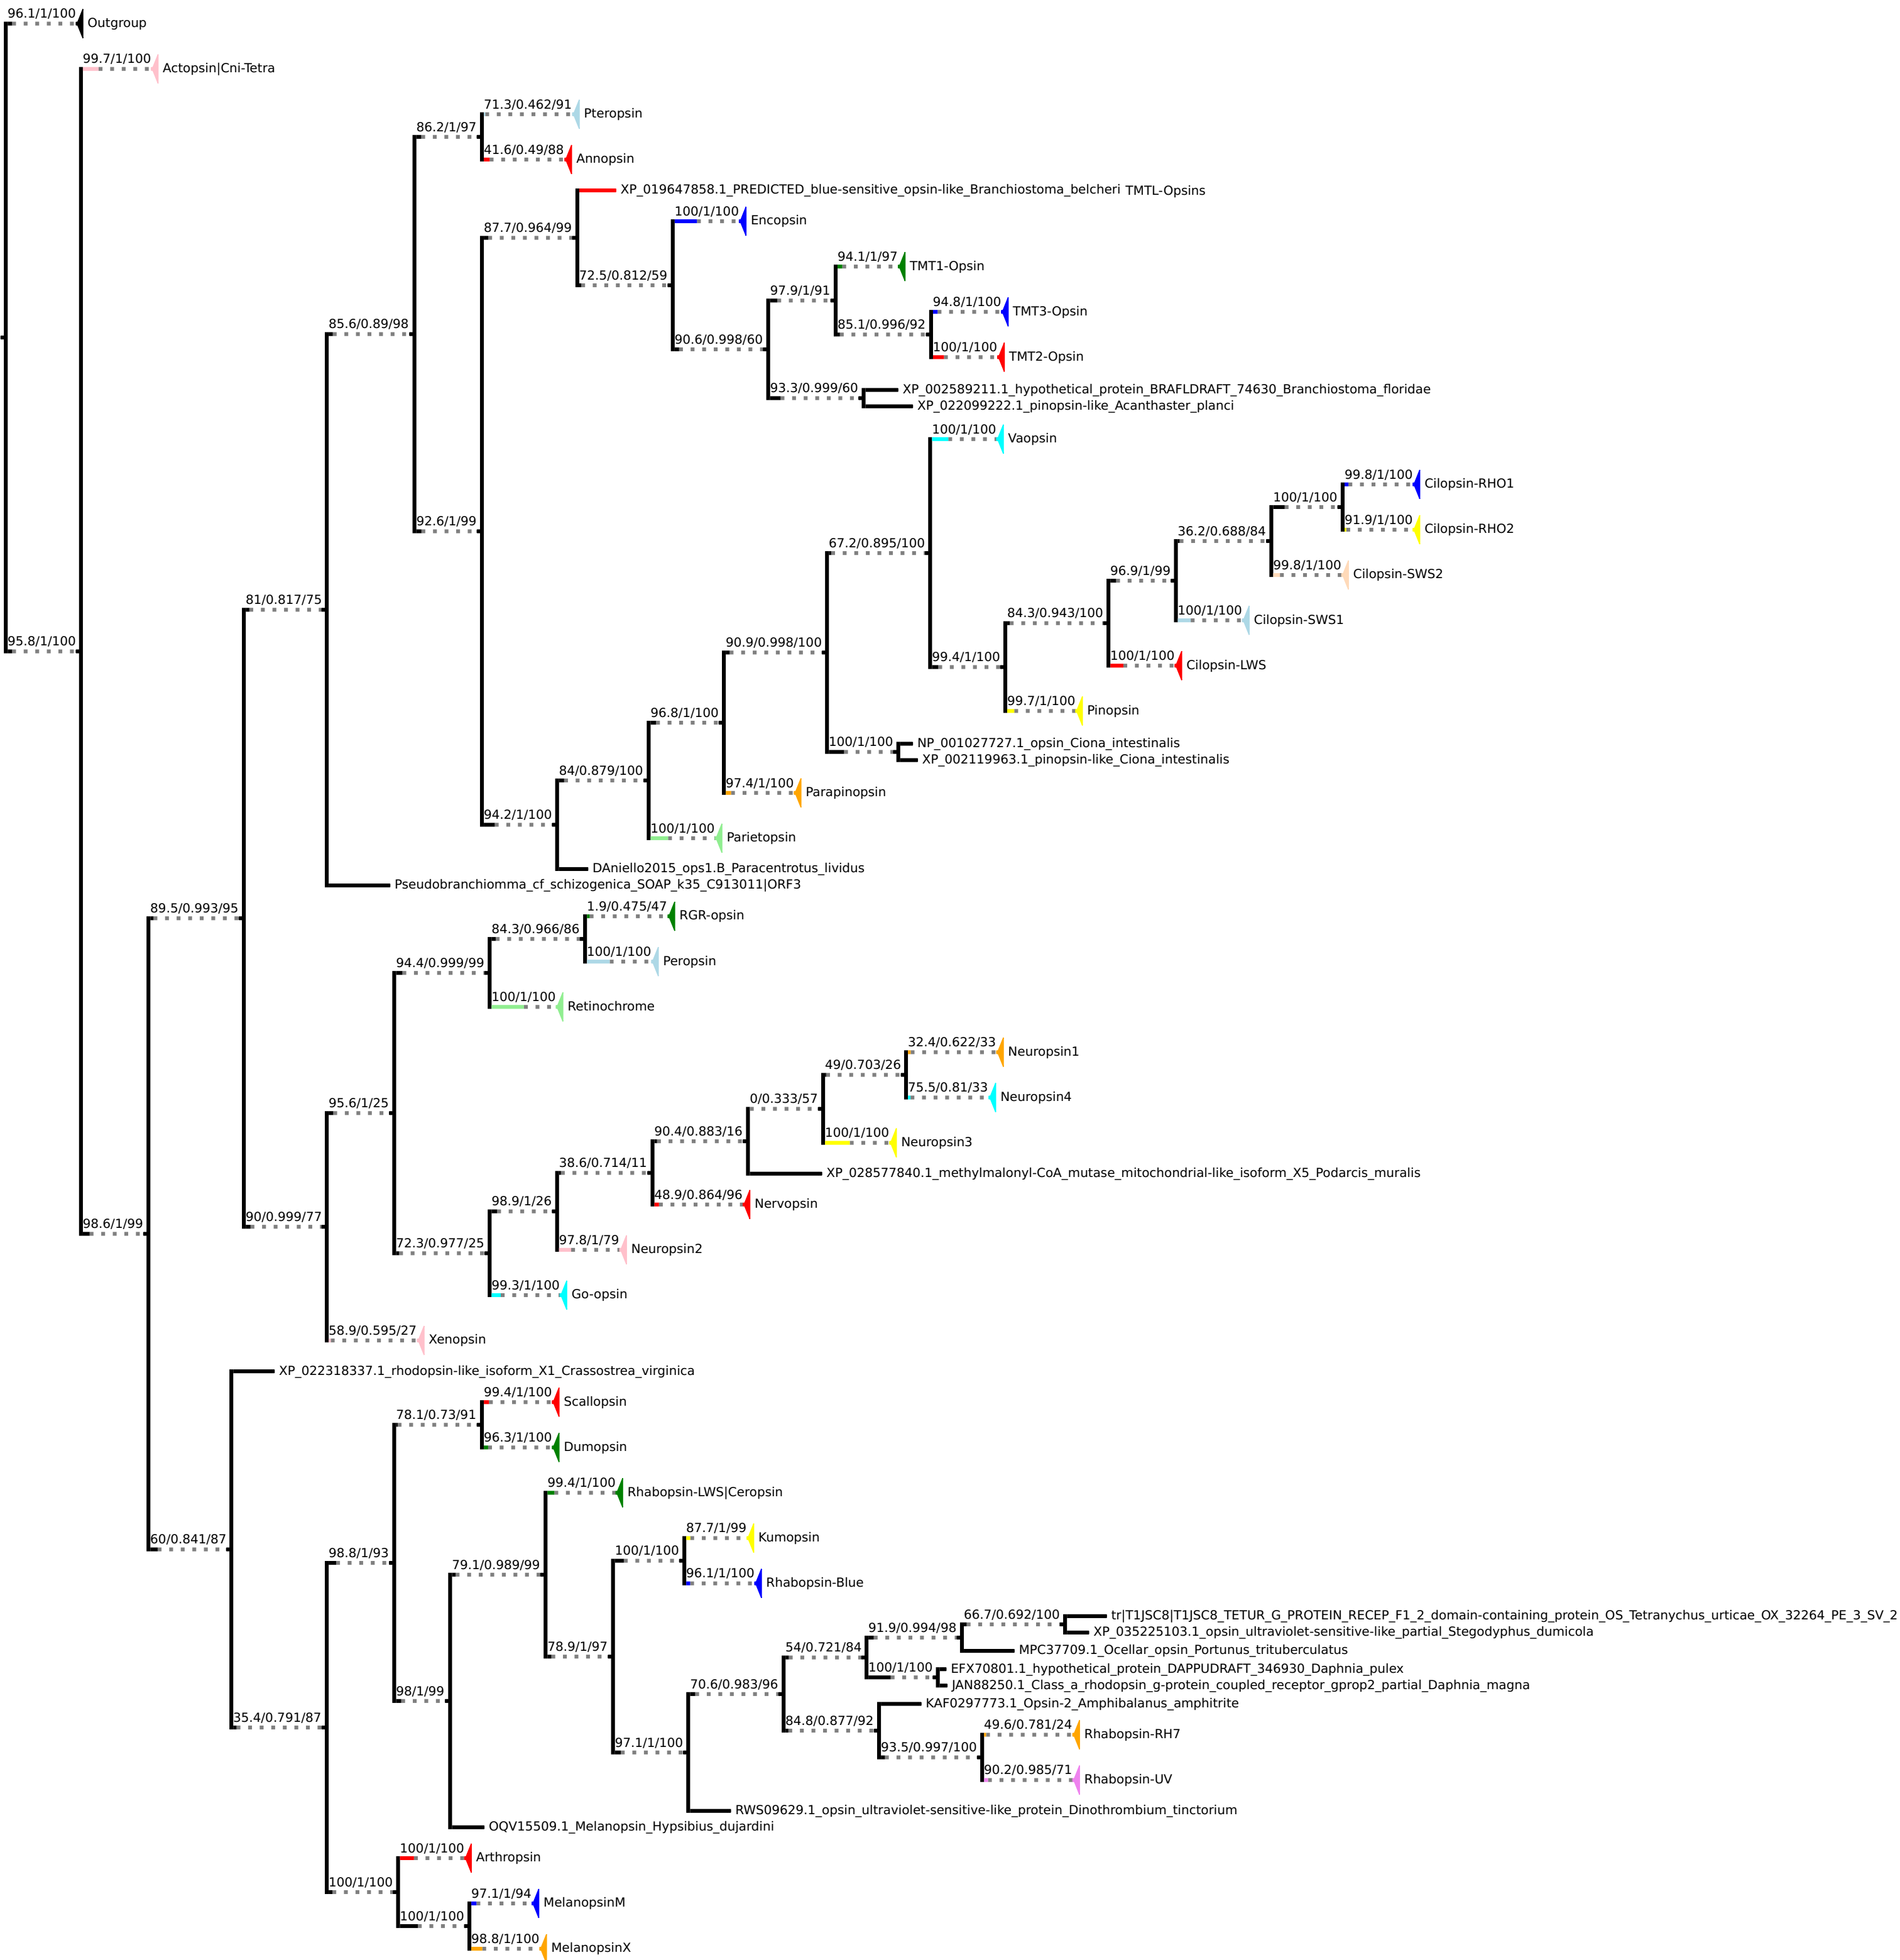 96.1/1/100
Outgroup
99.7/1/100
Actopsin|Cni-Tetra
71.3/0.462/91
Pteropsin
86.2/1/97
41.6/0.49/88
Annopsin
XP_019647858.1_PREDICTED_blue-sensitive_opsin-like_Branchiostoma_belcheri TMTL-Opsins
100/1/100
Encopsin
87.7/0.964/99
94.1/1/97
TMT1-Opsin
72.5/0.812/59
97.9/1/91
94.8/1/100
TMT3-Opsin
85.6/0.89/98
85.1/0.996/92
90.6/0.998/60
100/1/100
TMT2-Opsin
93.3/0.999/60
XP_002589211.1_hypothetical_protein_BRAFLDRAFT_74630_Branchiostoma_floridae
XP_022099222.1_pinopsin-like_Acanthaster_planci
100/1/100
Vaopsin
99.8/1/100
Cilopsin-RHO1
100/1/100
92.6/1/99
91.9/1/100
Cilopsin-RHO2
36.2/0.688/84
67.2/0.895/100
99.8/1/100
Cilopsin-SWS2
96.9/1/99
81/0.817/75
84.3/0.943/100
100/1/100
Cilopsin-SWS1
95.8/1/100
90.9/0.998/100
99.4/1/100
100/1/100
Cilopsin-LWS
99.7/1/100
Pinopsin
96.8/1/100
100/1/100
NP_001027727.1_opsin_Ciona_intestinalis
XP_002119963.1_pinopsin-like_Ciona_intestinalis
84/0.879/100
97.4/1/100
Parapinopsin
94.2/1/100
100/1/100
Parietopsin
DAniello2015_ops1.B_Paracentrotus_lividus
Pseudobranchiomma_cf_schizogenica_SOAP_k35_C913011|ORF3
89.5/0.993/95
1.9/0.475/47
RGR-opsin
84.3/0.966/86
100/1/100
Peropsin
94.4/0.999/99
100/1/100
Retinochrome
32.4/0.622/33
Neuropsin1
49/0.703/26
75.5/0.81/33
Neuropsin4
95.6/1/25
0/0.333/57
100/1/100
Neuropsin3
90.4/0.883/16
38.6/0.714/11
XP_028577840.1_methylmalonyl-CoA_mutase_mitochondrial-like_isoform_X5_Podarcis_muralis
98.9/1/26
48.9/0.864/96
Nervopsin
90/0.999/77
98.6/1/99
72.3/0.977/25
97.8/1/79
Neuropsin2
99.3/1/100
Go-opsin
58.9/0.595/27
Xenopsin
XP_022318337.1_rhodopsin-like_isoform_X1_Crassostrea_virginica
99.4/1/100
Scallopsin
78.1/0.73/91
96.3/1/100
Dumopsin
99.4/1/100
Rhabopsin-LWS|Ceropsin
60/0.841/87
98.8/1/93
87.7/1/99
Kumopsin
79.1/0.989/99
100/1/100
96.1/1/100
Rhabopsin-Blue
66.7/0.692/100
tr|T1JSC8|T1JSC8_TETUR_G_PROTEIN_RECEP_F1_2_domain-containing_protein_OS_Tetranychus_urticae_OX_32264_PE_3_SV_2
91.9/0.994/98
XP_035225103.1_opsin_ultraviolet-sensitive-like_partial_Stegodyphus_dumicola
78.9/1/97
54/0.721/84
MPC37709.1_Ocellar_opsin_Portunus_trituberculatus
100/1/100
EFX70801.1_hypothetical_protein_DAPPUDRAFT_346930_Daphnia_pulex
70.6/0.983/96
JAN88250.1_Class_a_rhodopsin_g-protein_coupled_receptor_gprop2_partial_Daphnia_magna
98/1/99
KAF0297773.1_Opsin-2_Amphibalanus_amphitrite
35.4/0.791/87
84.8/0.877/92
49.6/0.781/24
Rhabopsin-RH7
97.1/1/100
93.5/0.997/100
90.2/0.985/71
Rhabopsin-UV
RWS09629.1_opsin_ultraviolet-sensitive-like_protein_Dinothrombium_tinctorium
OQV15509.1_Melanopsin_Hypsibius_dujardini
100/1/100
Arthropsin
100/1/100
97.1/1/94
MelanopsinM
100/1/100
98.8/1/100
MelanopsinX